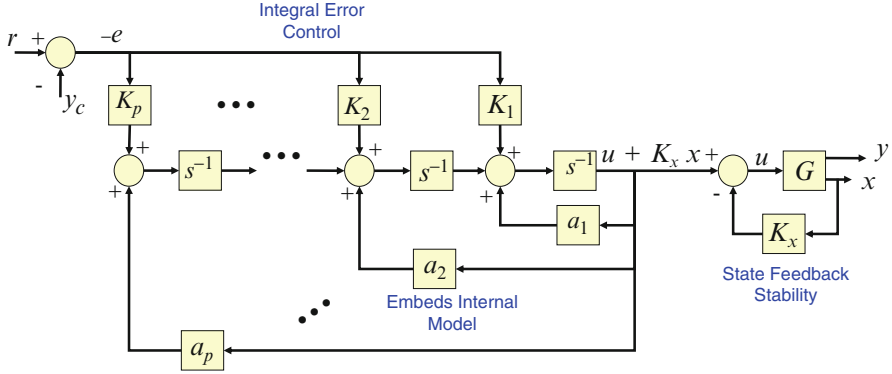 Integral Error
Control
r + –e
- y_c
K_p ••• K_2 K_1
+ + + u + K_x x + u G y
+ s⁻¹ ••• + s⁻¹ + s⁻¹ - x
a_1 K_x
a_2 State Feedback
Stability
Embeds Internal
Model
•••
a_p